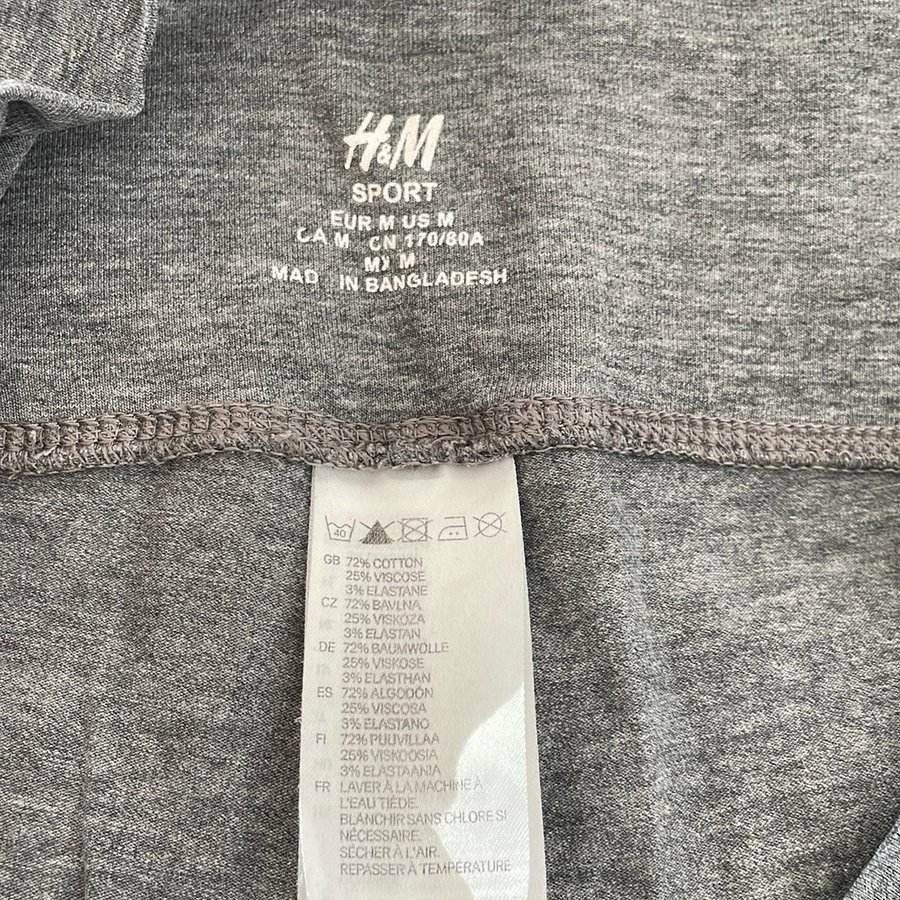 H&M
SPORT
EUR M US M
CA M CN 170/80A
MX M
MAD IN BANGLADESH
40
GB 72% COTTON
25% VISCOSE
3% ELASTANE
CZ 72% BAVLNA
25% VISKÓZA
3% ELASTAN
DE 72% BAUMWOLLE
25% VISKOSE
3% ELASTHAN
ES 72% ALGODÓN
25% VISCOSA
3% ELASTANO
FI 72% PUUVILLAA
25% VISKOOSIA
3% ELASTAANIA
FR LAVER À LA MACHINE À
L'EAU TIÈDE.
BLANCHIR SANS CHLORE SI
NÉCESSAIRE.
SÉCHER À L'AIR.
REPASSER À TEMPÉRATURE